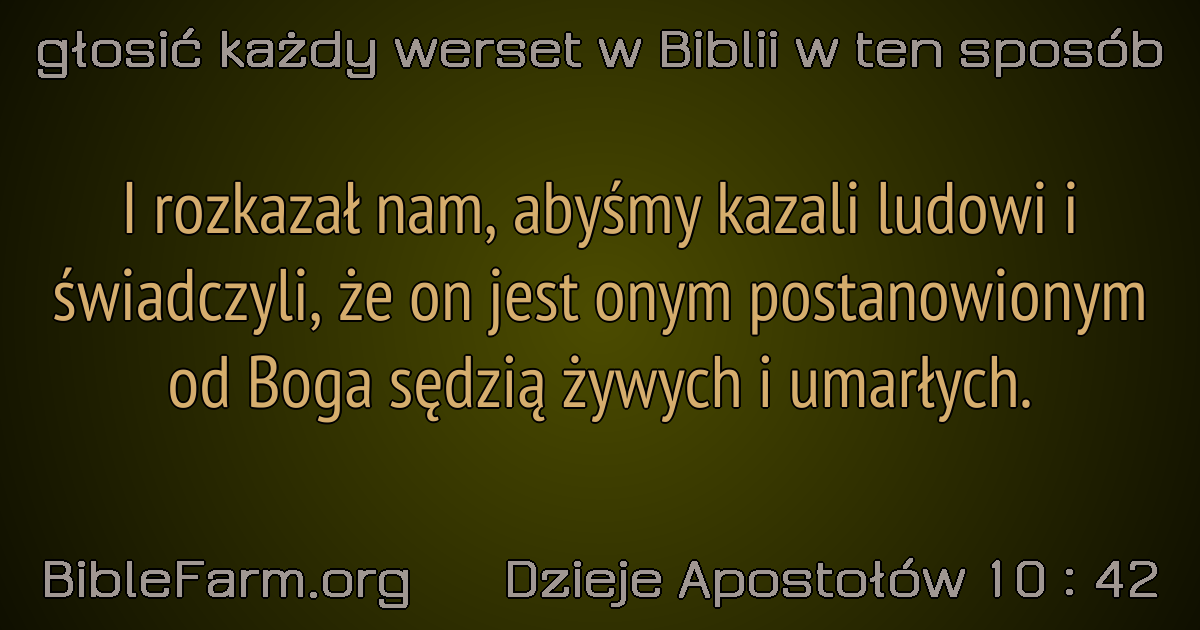 głosić każdy werset w Biblii w ten sposób
I rozkazał nam, abyśmy kazali ludowi i
świadczyli, że on jest onym postanowionym
od Boga sędzią żywych i umarłych.
BibleFarm.org Dzieje Apostołów 10 : 42